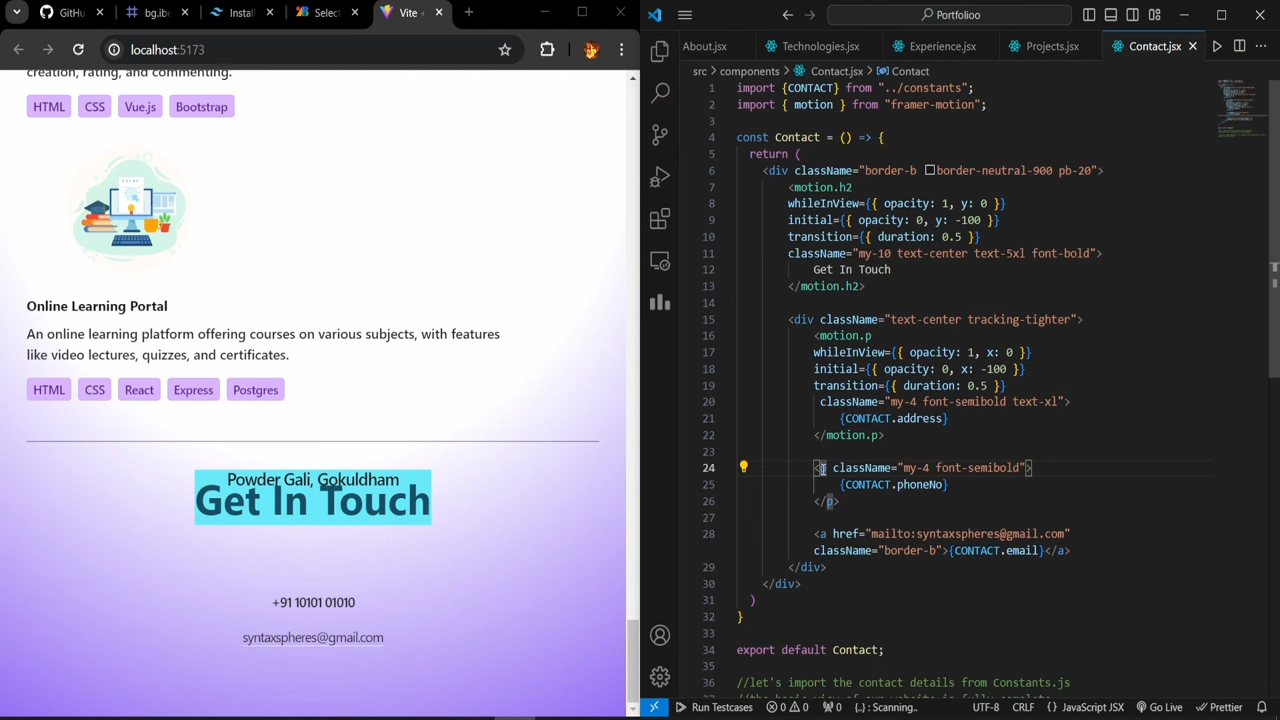 GitHu
bg.ibe
Install
Select
Vite +
localhost:5173
creation, rating, and commenting.
HTML CSS Vue.js Bootstrap
Online Learning Portal
An online learning platform offering courses on various subjects, with features
like video lectures, quizzes, and certificates.
HTML CSS React Express Postgres
Powder Gali, Gokuldham
Get In Touch
+91 10101 01010
syntaxspheres@gmail.com
Portfolioo
About.jsx Technologies.jsx Experience.jsx Projects.jsx Contact.jsx
src > components > Contact.jsx > Contact
1 import {CONTACT} from "../constants";
2 import { motion } from "framer-motion";
3
4 const Contact = () => {
5 return (
6 <div className="border-b border-neutral-900 pb-20">
7 <motion.h2
8 whileInView={{ opacity: 1, y: 0 }}
9 initial={{ opacity: 0, y: -100 }}
10 transition={{ duration: 0.5 }}
11 className="my-10 text-center text-5xl font-bold">
12 Get In Touch
13 </motion.h2>
14
15 <div className="text-center tracking-tighter">
16 <motion.p
17 whileInView={{ opacity: 1, x: 0 }}
18 initial={{ opacity: 0, x: -100 }}
19 transition={{ duration: 0.5 }}
20 className="my-4 font-semibold text-xl">
21 {CONTACT.address}
22 </motion.p>
23
24 <p className="my-4 font-semibold">
25 {CONTACT.phoneNo}
26 </p>
27
28 <a href="mailto:syntaxspheres@gmail.com"
className="border-b">{CONTACT.email}</a>
29 </div>
30 </div>
31 )
32 }
33
34 export default Contact;
35
36 //let's import the contact details from Constants.js
Run Testcases 0 0 0 {..} : Scanning.. UTF-8 CRLF {} JavaScript JSX Go Live Prettier